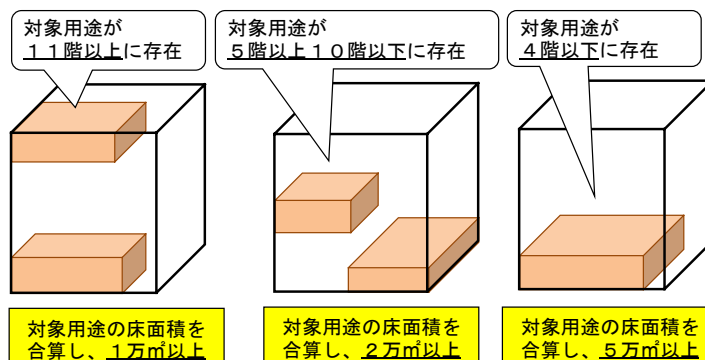 対象用途が
１１階以上に存在
対象用途が
５階以上１０階以下に存在
対象用途が
４階以下に存在
対象用途の床面積を
合算し、１万㎡以上
対象用途の床面積を
合算し、２万㎡以上
対象用途の床面積を
合算し、５万㎡以上